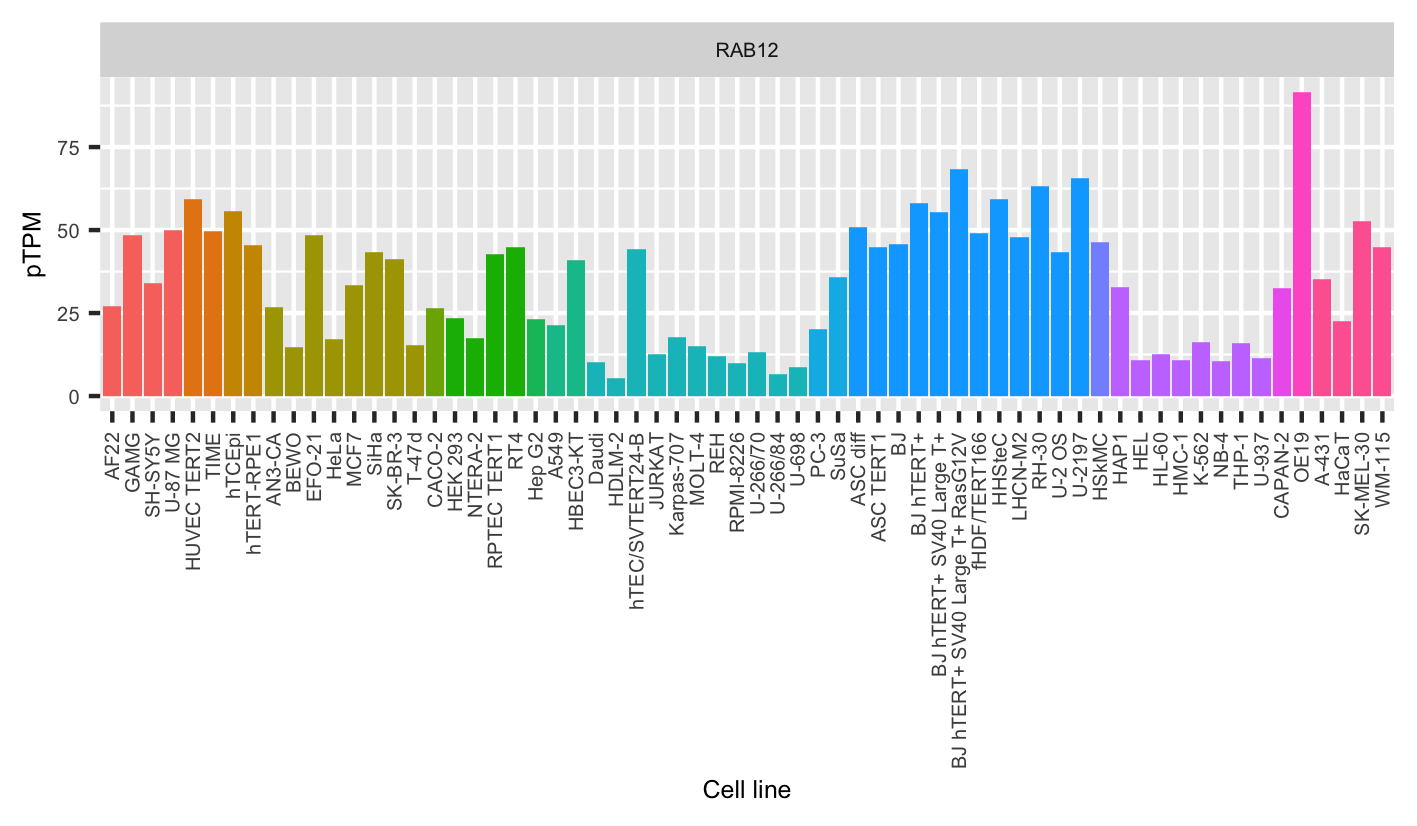 RAB12
pTPM
75
50
25
0
AF22
GAMG
SH-SY5Y
U-87 MG
HUVEC TERT2
TIME
hTCEpi
hTERT-RPE1
AN3-CA
BEWO
EFO-21
HeLa
MCF7
SiHa
SK-BR-3
T-47d
CACO-2
HEK 293
NTERA-2
RPTEC TERT1
RT4
Hep G2
A549
HBEC3-KT
Daudi
HDLM-2
hTEC/SVTERT24-B
JURKAT
Karpas-707
MOLT-4
REH
RPMI-8226
U-266/70
U-266/84
U-698
PC-3
SuSa
ASC diff
ASC TERT1
BJ
BJ hTERT+
BJ hTERT+ SV40 Large T+
BJ hTERT+ SV40 Large T+ RasG12V
fHDF/TERT166
HHSteC
LHCN-M2
RH-30
U-2 OS
U-2197
HSkMC
HAP1
HEL
HL-60
HMC-1
K-562
NB-4
THP-1
U-937
CAPAN-2
OE19
A-431
HaCaT
SK-MEL-30
WM-115
Cell line